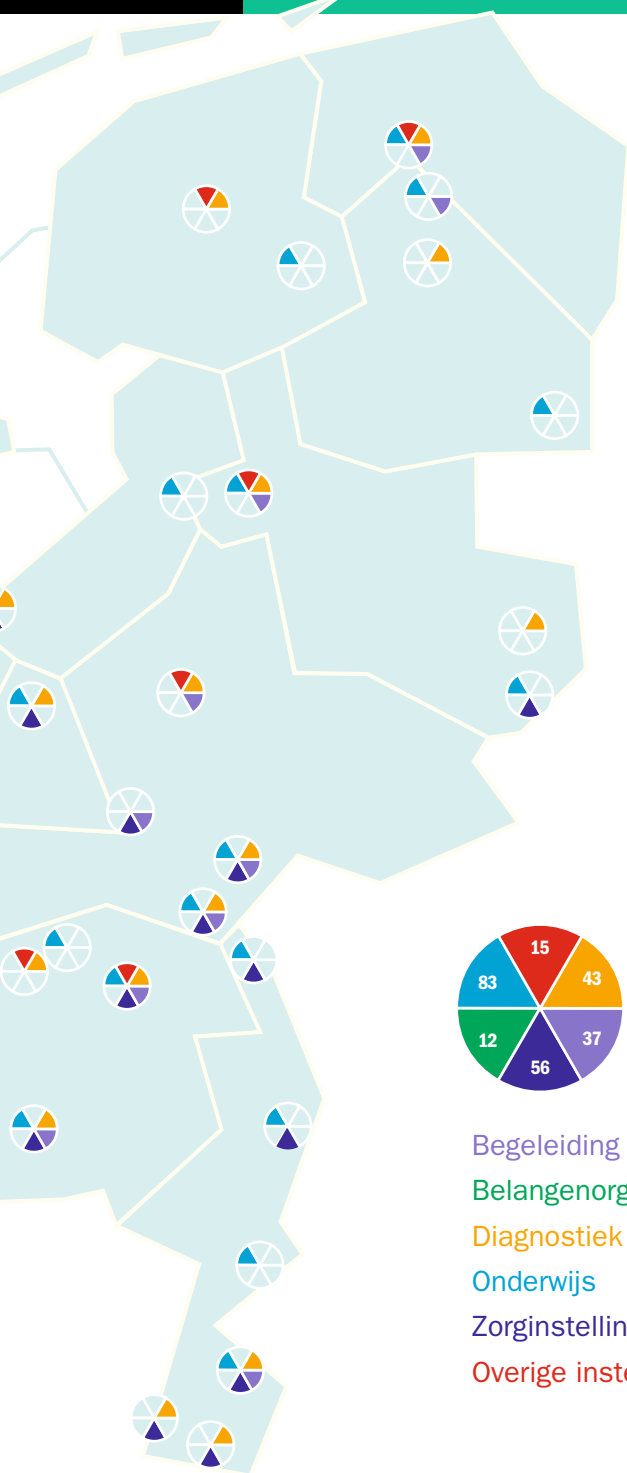 15
83
43
12
37
56
Begeleiding
Belangenorg
Diagnostiek
Onderwijs
Zorginstellin
Overige inst